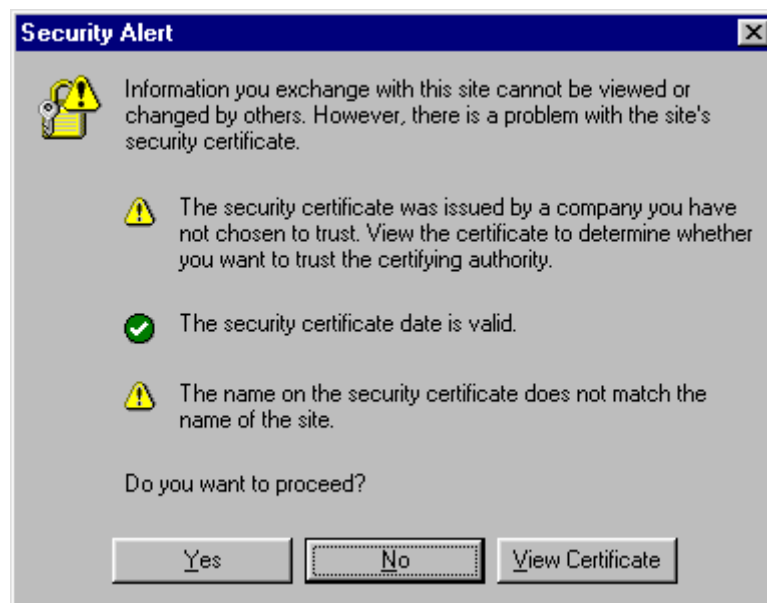 Security Alert
Information you exchange with this site cannot be viewed or
changed by others. However, there is a problem with the site's
security certificate.
The security certificate was issued by a company you have
not chosen to trust. View the certificate to determine whether
you want to trust the certifying authority.
The security certificate date is valid.
The name on the security certificate does not match the
name of the site.
Do you want to proceed?
Yes No View Certificate